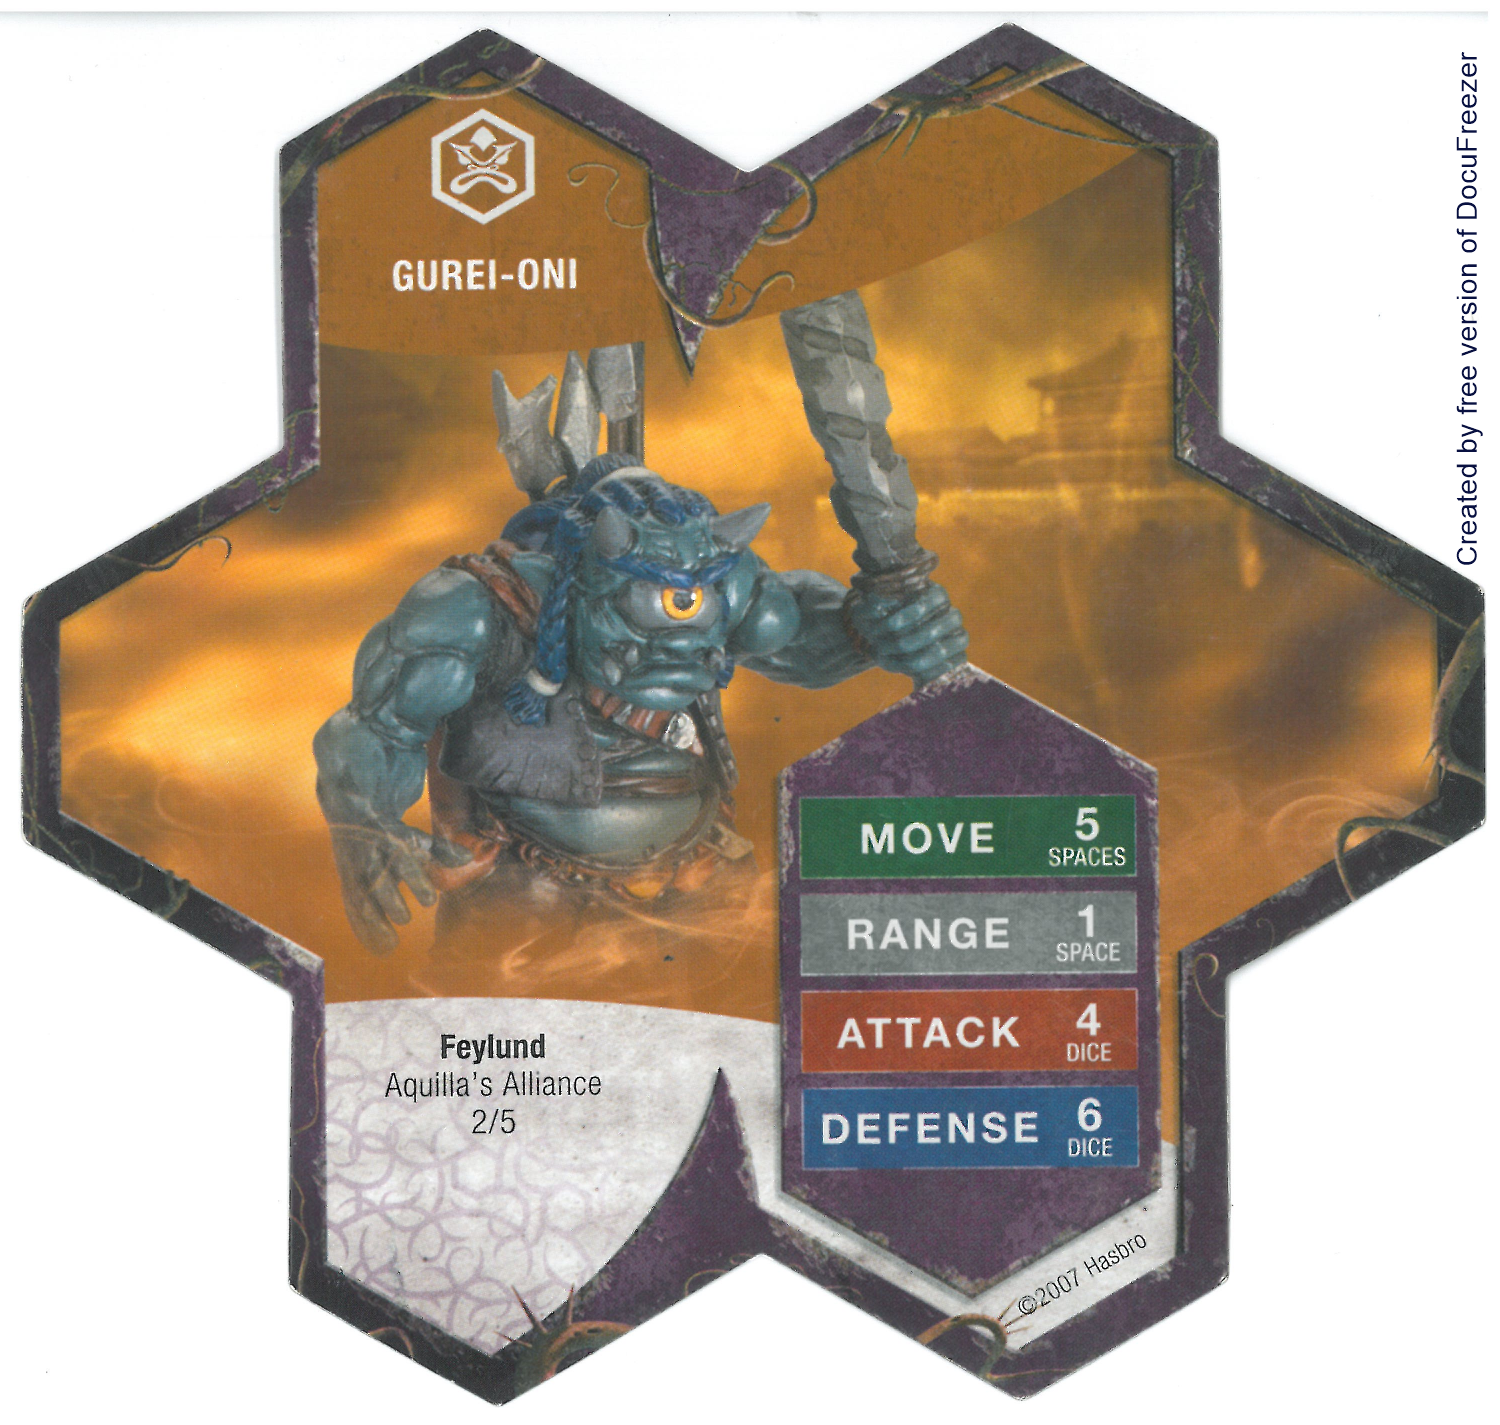 GUREI-ONI
MOVE 5 SPACES
RANGE 1 SPACE
ATTACK 4 DICE
DEFENSE 6 DICE
Feylund
Aquilla's Alliance
2/5
©2007 Hasbro
Created by free version of DocuFreezer